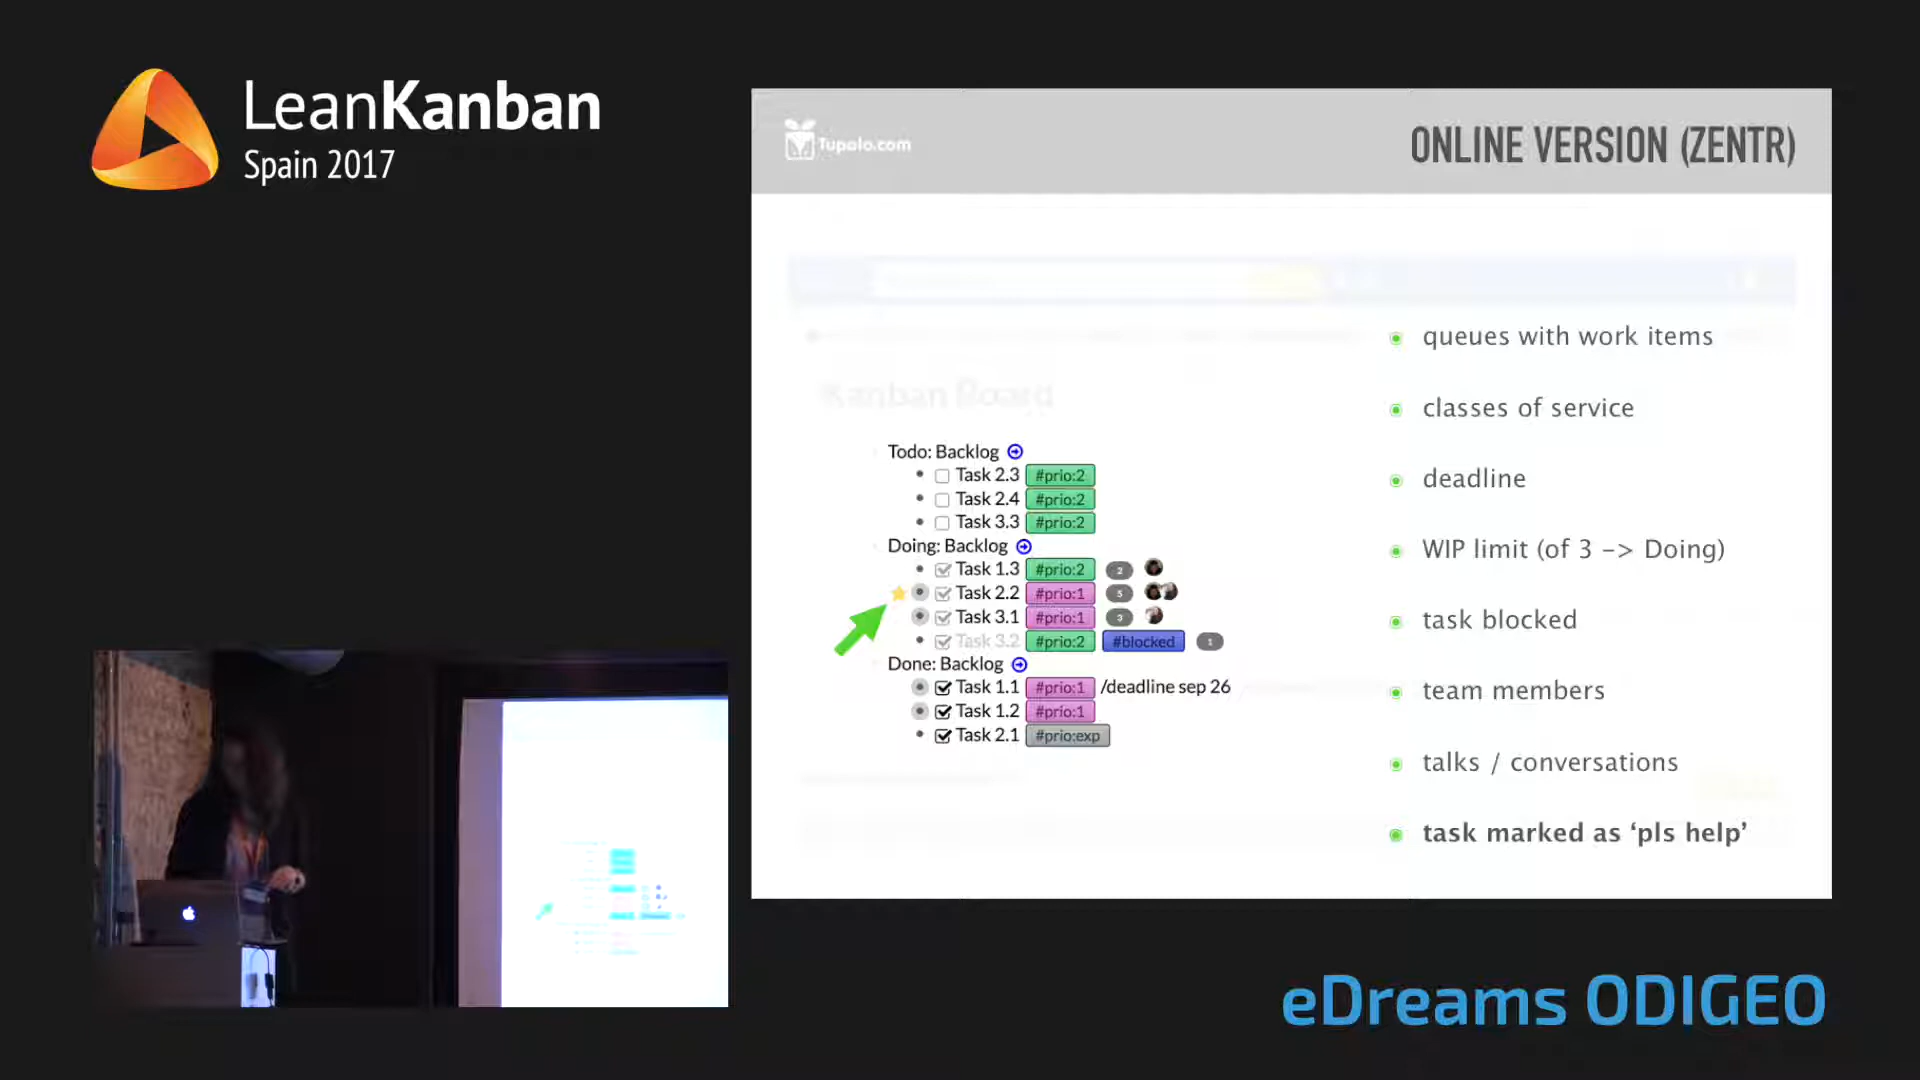 LeanKanban
Spain 2017
Tupolo.com
ONLINE VERSION (ZENTR)
Kanban Board
Todo: Backlog
Task 2.3 #prio:2
Task 2.4 #prio:2
Task 3.3 #prio:2
Doing: Backlog
Task 1.3 #prio:2 2
Task 2.2 #prio:1 5
Task 3.1 #prio:1 3
Task 3.2 #prio:2 #blocked 1
Done: Backlog
Task 1.1 #prio:1 /deadline sep 26
Task 1.2 #prio:1
Task 2.1 #prio:exp
queues with work items
classes of service
deadline
WIP limit (of 3 -> Doing)
task blocked
team members
talks / conversations
task marked as ‘pls help’
eDreams ODIGEO